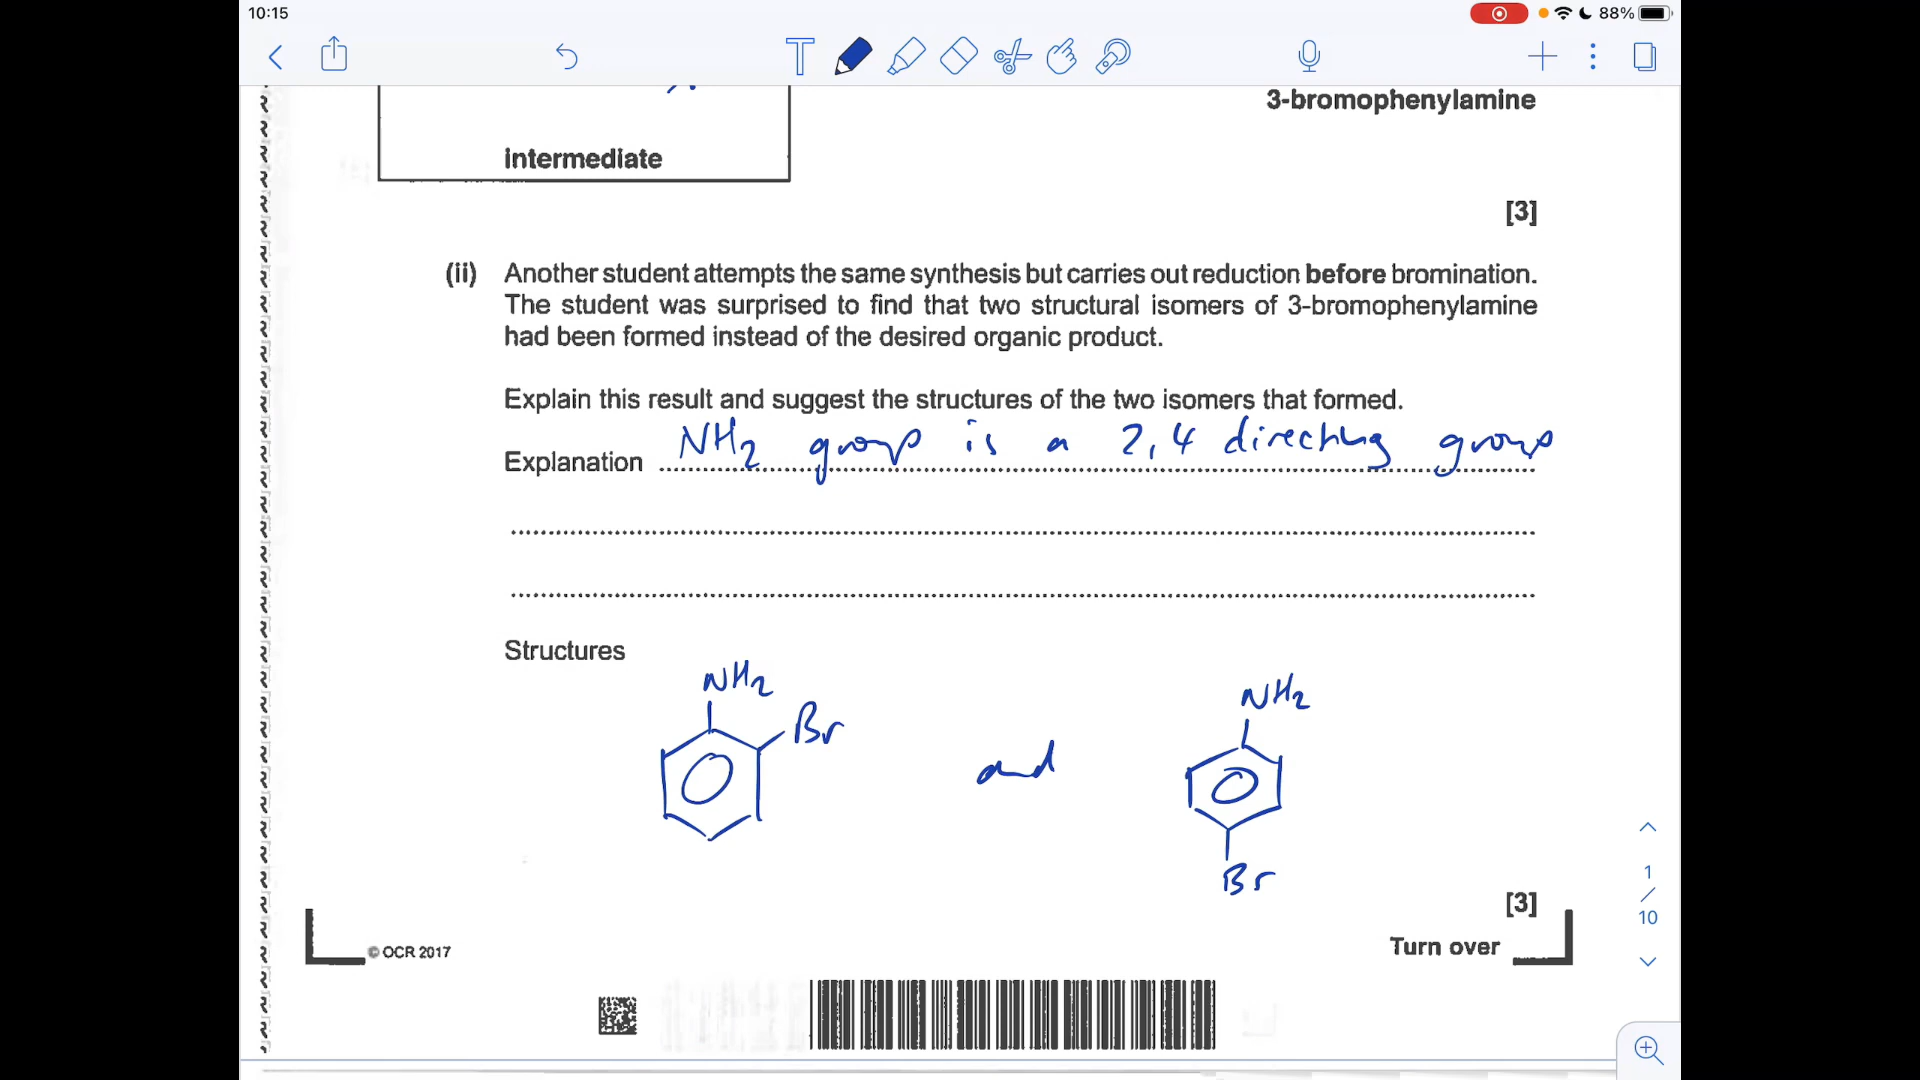 10:15
88%
3-bromophenylamine
intermediate
[3]
(ii) Another student attempts the same synthesis but carries out reduction before bromination.
The student was surprised to find that two structural isomers of 3-bromophenylamine
had been formed instead of the desired organic product.
Explain this result and suggest the structures of the two isomers that formed.
Explanation NH2 group is a 2,4 directing group
Structures
NH2
Br
and
NH2
Br
[3]
© OCR 2017
Turn over
1
/
10